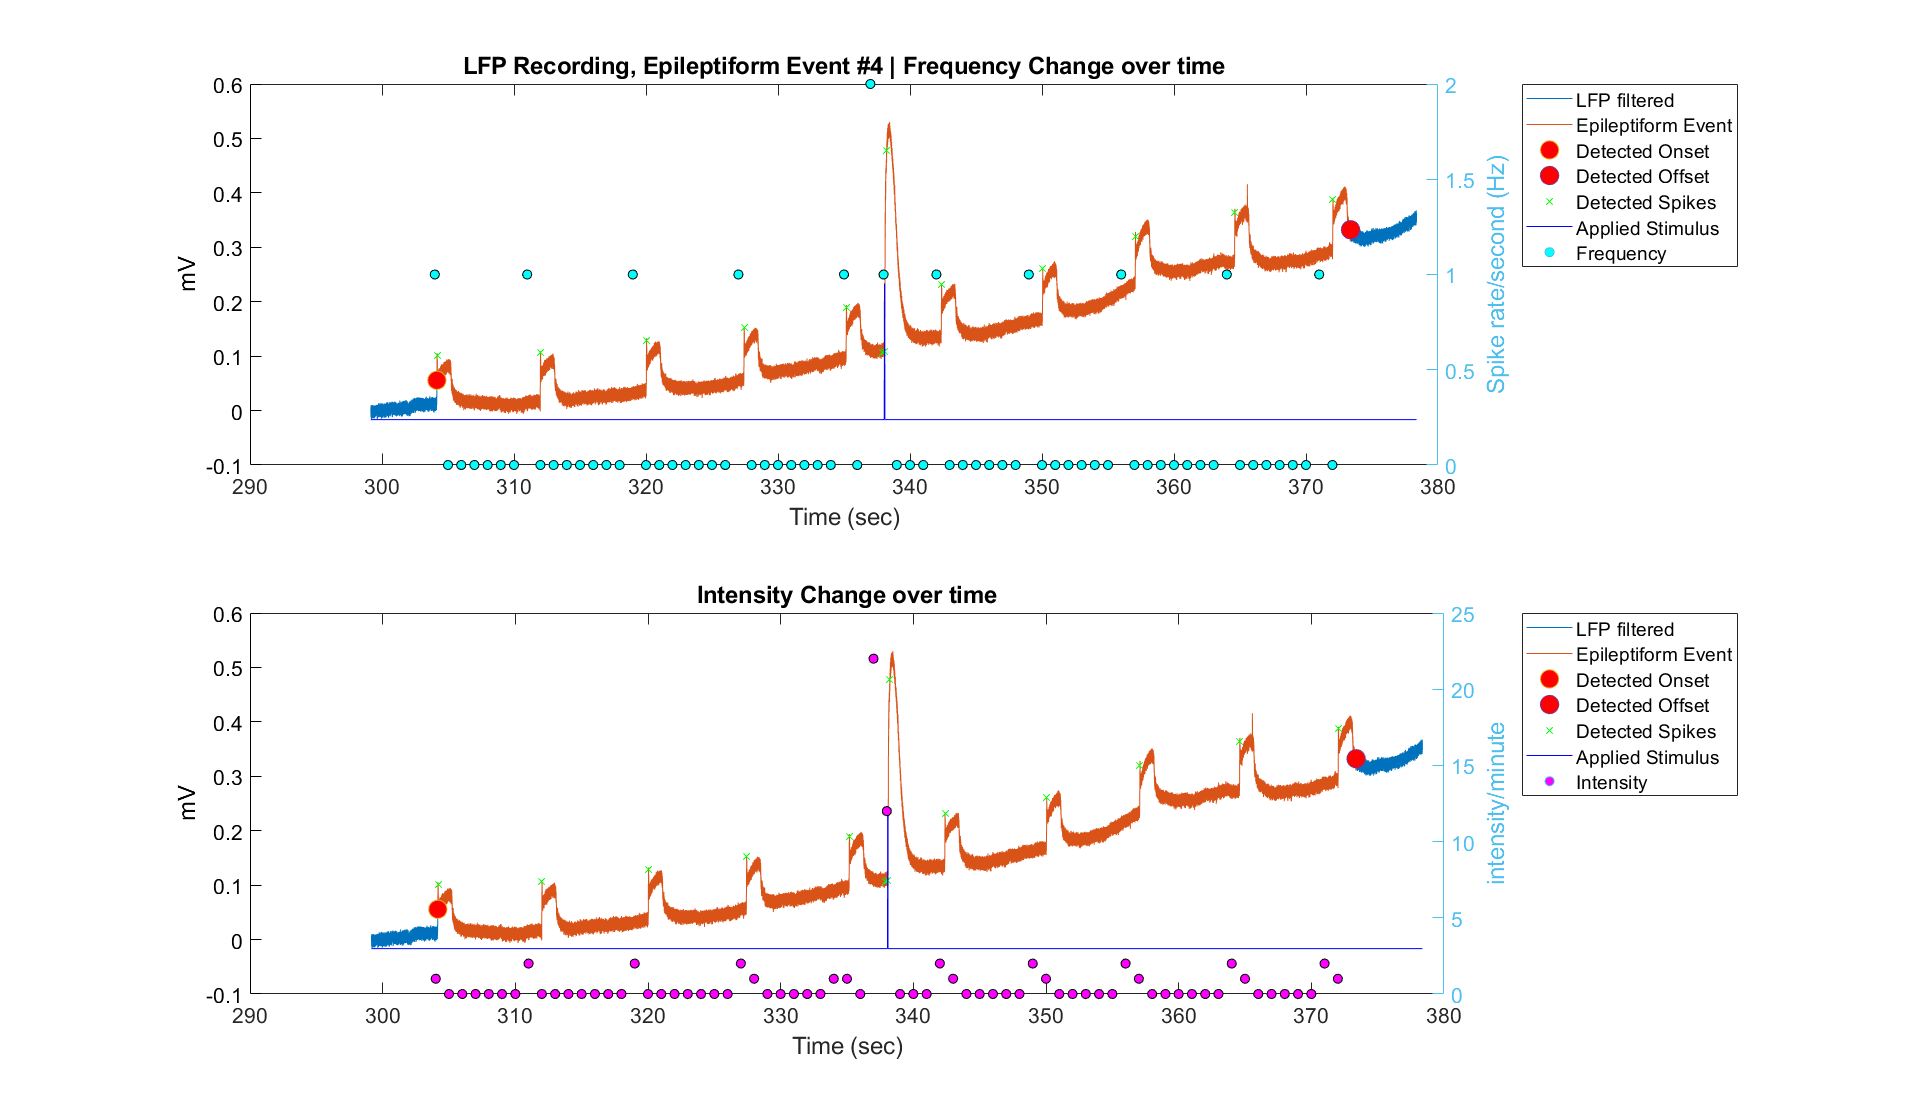 LFP Recording, Epileptiform Event #4 | Frequency Change over time
0.6
0.5
0.4
0.3
0.2
0.1
0
-0.1
mV
290 300 310 320 330 340 350 360 370 380
Time (sec)
2
1.5
1
0.5
0
Spike rate/second (Hz)
LFP filtered
Epileptiform Event
Detected Onset
Detected Offset
Detected Spikes
Applied Stimulus
Frequency
Intensity Change over time
0.6
0.5
0.4
0.3
0.2
0.1
0
-0.1
mV
290 300 310 320 330 340 350 360 370 380
Time (sec)
25
20
15
10
5
0
intensity/minute
LFP filtered
Epileptiform Event
Detected Onset
Detected Offset
Detected Spikes
Applied Stimulus
Intensity